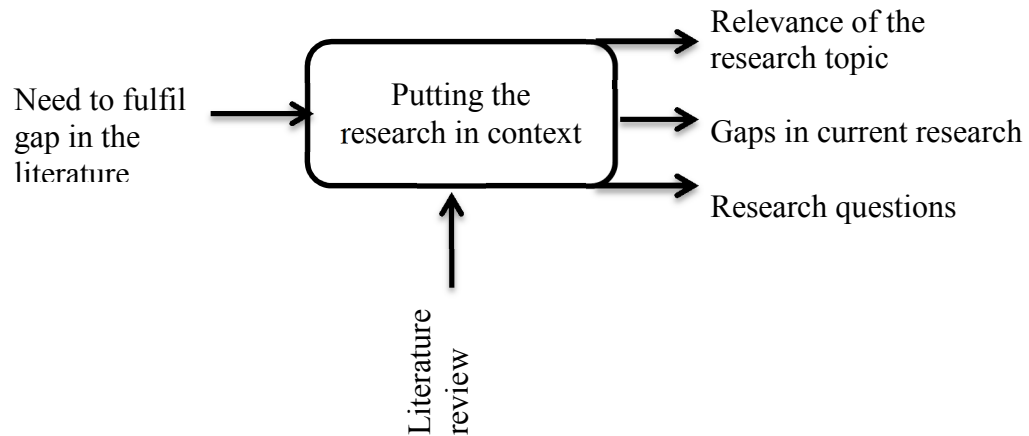 Need to fulfil
gap in the
literature
Putting the
research in context
Relevance of the
research topic
Gaps in current research
Research questions
Literature
review